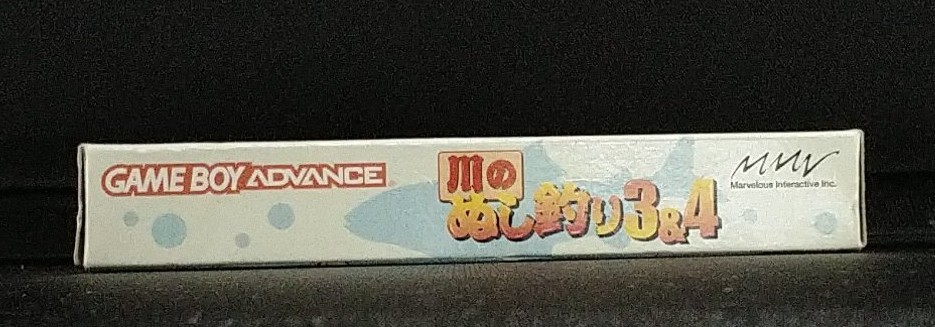 GAME BOY ADVANCE
川の
ぬし釣り3&4
MMV
Marvelous Interactive Inc.